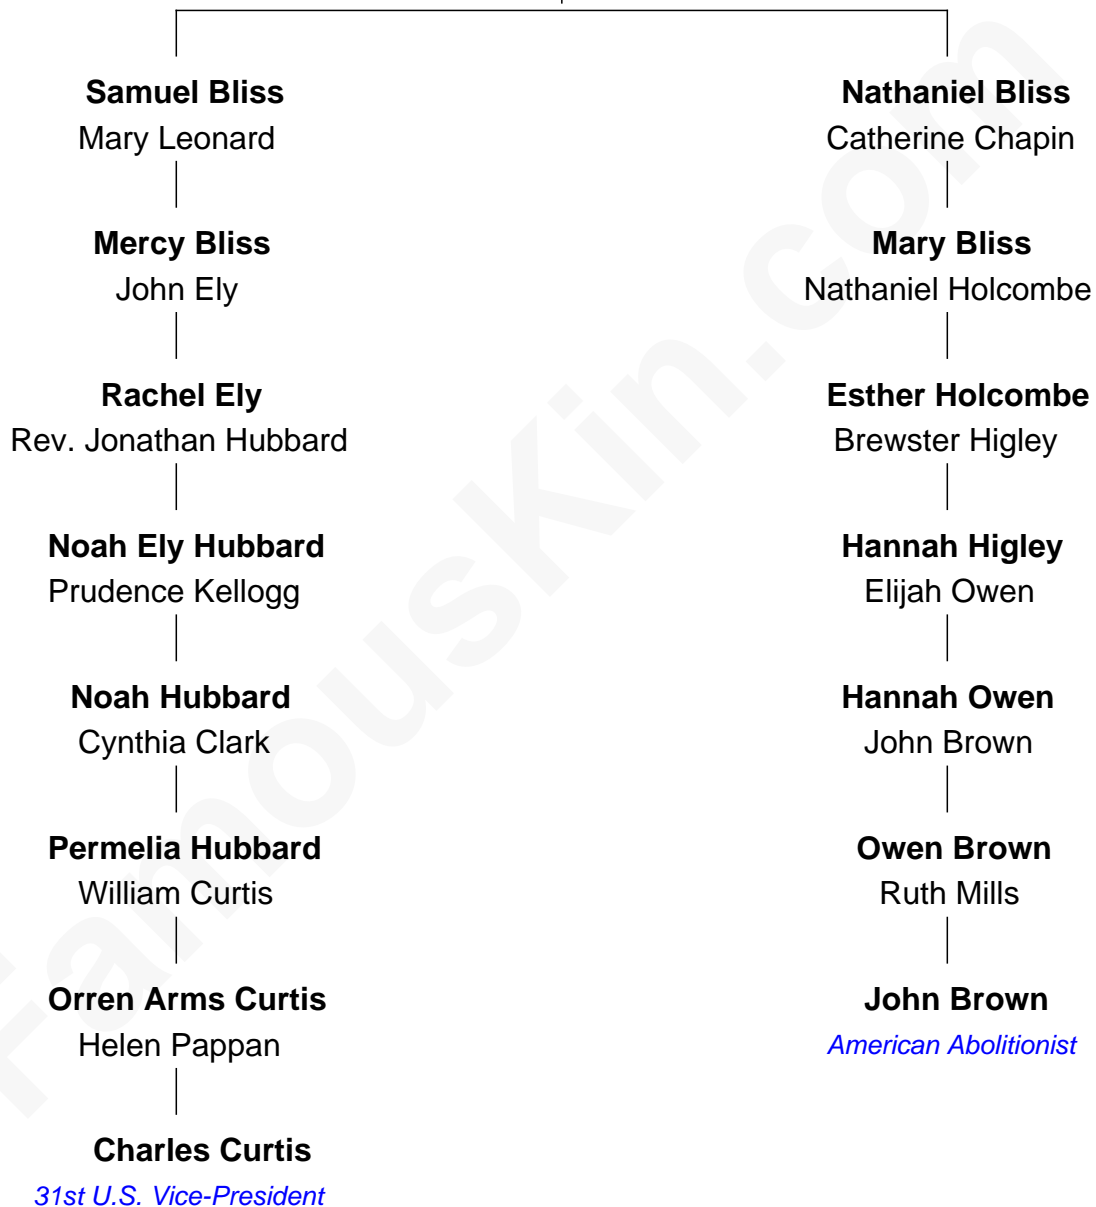 Samuel Bliss
Mary Leonard
Mercy Bliss
John Ely
Rachel Ely
Rev. Jonathan Hubbard
Noah Ely Hubbard
Prudence Kellogg
Noah Hubbard
Cynthia Clark
Permelia Hubbard
William Curtis
Orren Arms Curtis
Helen Pappan
Charles Curtis
31st U.S. Vice-President
Nathaniel Bliss
Catherine Chapin
Mary Bliss
Nathaniel Holcombe
Esther Holcombe
Brewster Higley
Hannah Higley
Elijah Owen
Hannah Owen
John Brown
Owen Brown
Ruth Mills
John Brown
American Abolitionist
FamousKin.com